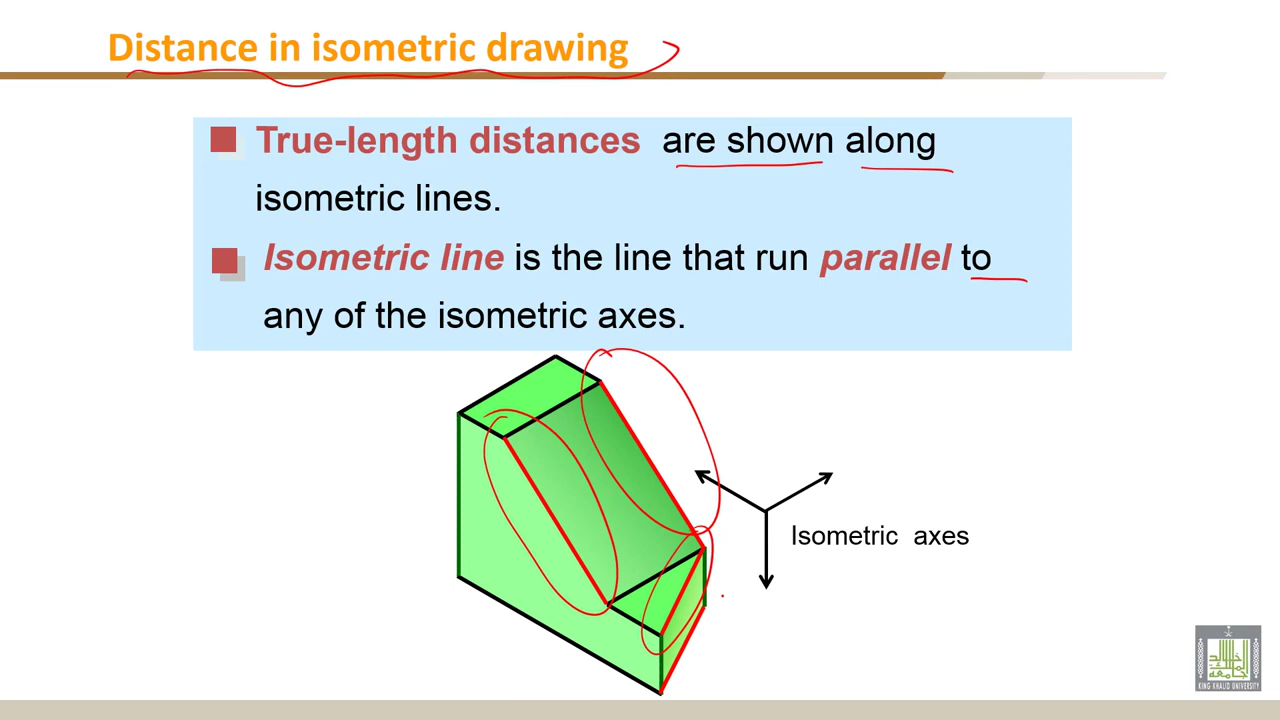 Distance in isometric drawing
True-length distances are shown along
isometric lines.
Isometric line is the line that run parallel to
any of the isometric axes.
Isometric axes
KING KHALID UNIVERSITY